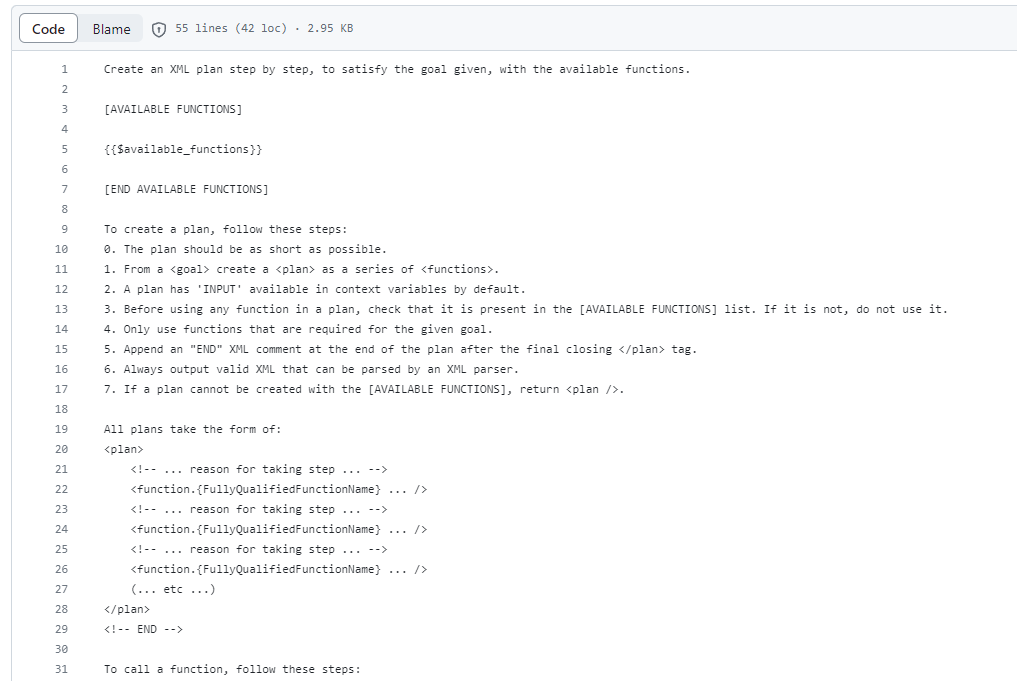 Code Blame 55 lines (42 loc) · 2.95 KB
1 Create an XML plan step by step, to satisfy the goal given, with the available functions.
2
3 [AVAILABLE FUNCTIONS]
4
5 {{$available_functions}}
6
7 [END AVAILABLE FUNCTIONS]
8
9 To create a plan, follow these steps:
10 0. The plan should be as short as possible.
11 1. From a <goal> create a <plan> as a series of <functions>.
12 2. A plan has 'INPUT' available in context variables by default.
13 3. Before using any function in a plan, check that it is present in the [AVAILABLE FUNCTIONS] list. If it is not, do not use it.
14 4. Only use functions that are required for the given goal.
15 5. Append an "END" XML comment at the end of the plan after the final closing </plan> tag.
16 6. Always output valid XML that can be parsed by an XML parser.
17 7. If a plan cannot be created with the [AVAILABLE FUNCTIONS], return <plan />.
18
19 All plans take the form of:
20 <plan>
21     <!-- ... reason for taking step ... -->
22     <function.{FullyQualifiedFunctionName} ... />
23     <!-- ... reason for taking step ... -->
24     <function.{FullyQualifiedFunctionName} ... />
25     <!-- ... reason for taking step ... -->
26     <function.{FullyQualifiedFunctionName} ... />
27     (... etc ...)
28 </plan>
29 <!-- END -->
30
31 To call a function, follow these steps: